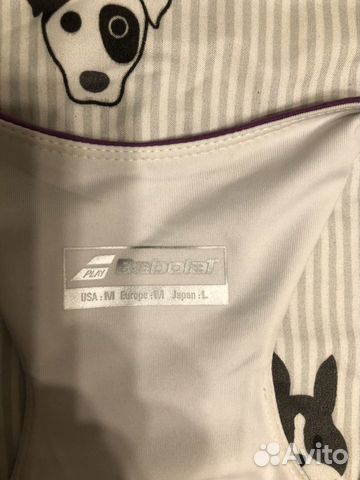 PLAY Babolat
USA : M Europe : M Japan : L
Avito